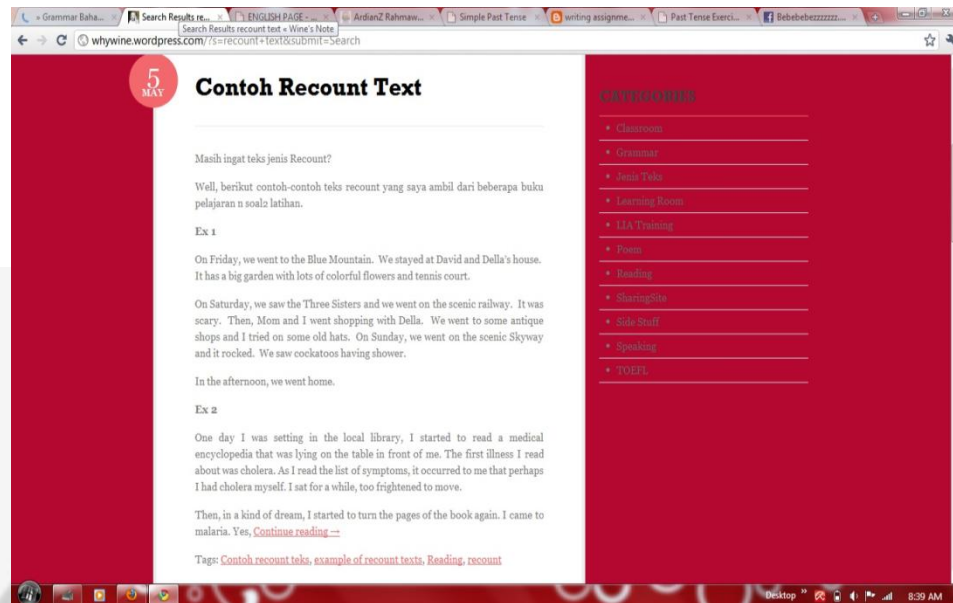 » Grammar Baha...
Search Results re...
ENGLISH PAGE - ...
ArdianZ Rahmaw...
Simple Past Tense
writing assignme...
Past Tense Exerci...
Bebebebezzzzzzz....
Search Results recount text « Wine's Note
whywine.wordpress.com/?s=recount+text&submit=Search
5
MAY
Contoh Recount Text
Masih ingat teks jenis Recount?
Well, berikut contoh-contoh teks recount yang saya ambil dari beberapa buku
pelajaran n soalz latihan.
Ex 1
On Friday, we went to the Blue Mountain. We stayed at David and Della's house.
It has a big garden with lots of colorful flowers and tennis court.
On Saturday, we saw the Three Sisters and we went on the scenic railway. It was
scary. Then, Mom and I went shopping with Della. We went to some antique
shops and I tried on some old hats. On Sunday, we went on the scenic Skyway
and it rocked. We saw cockatoos having shower.
In the afternoon, we went home.
Ex 2
One day I was setting in the local library, I started to read a medical
encyclopedia that was lying on the table in front of me. The first illness I read
about was cholera. As I read the list of symptoms, it occurred to me that perhaps
I had cholera myself. I sat for a while, too frightened to move.
Then, in a kind of dream, I started to turn the pages of the book again. I came to
malaria. Yes, Continue reading →
Tags: Contoh recount teks, example of recount texts, Reading, recount
CATEGORIES
Classroom
Grammar
Jenis Teks
Learning Room
LIA Training
Poem
Reading
SharingSite
Side Stuff
Speaking
TOEFL
Desktop »
8:39 AM